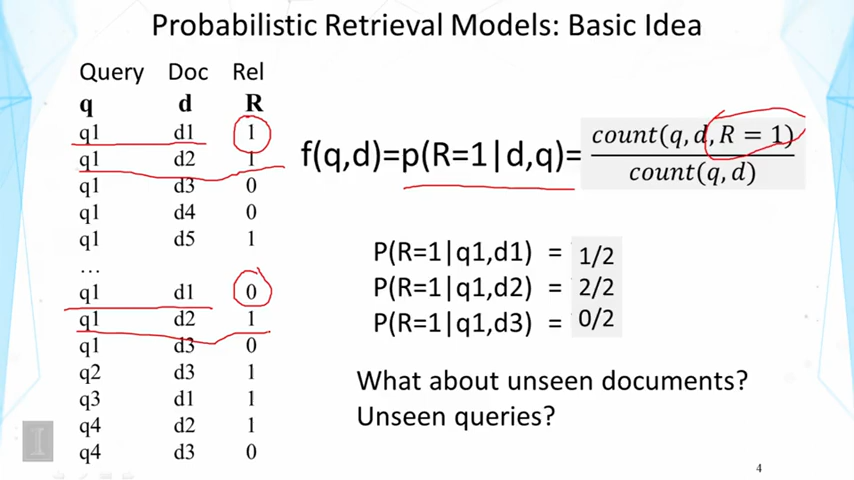 Probabilistic Retrieval Models: Basic Idea
Query Doc Rel
q d R
q1 d1 1
q1 d2 1
q1 d3 0
q1 d4 0
q1 d5 1
...
q1 d1 0
q1 d2 1
q1 d3 0
q2 d3 1
q3 d1 1
q4 d2 1
q4 d3 0
f(q,d)=p(R=1|d,q)= count(q, d, R = 1)
count(q, d)
P(R=1|q1,d1) = 1/2
P(R=1|q1,d2) = 2/2
P(R=1|q1,d3) = 0/2
What about unseen documents?
Unseen queries?
I
4